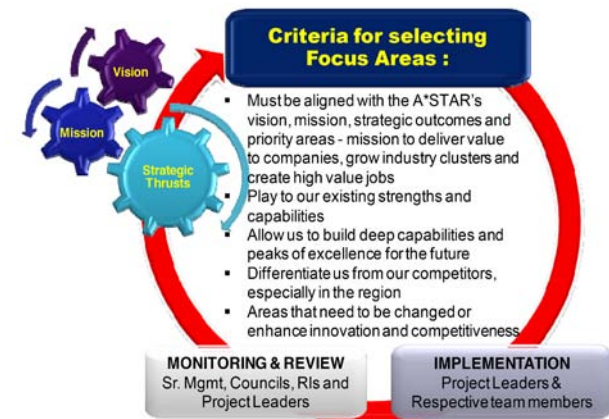 Criteria for selecting
Focus Areas :
Vision
Mission
Strategic
Thrusts
▪ Must be aligned with the A*STAR's
vision, mission, strategic outcomes and
priority areas - mission to deliver value
to companies, grow industry clusters and
create high value jobs
▪ Play to our existing strengths and
capabilities
▪ Allow us to build deep capabilities and
peaks of excellence for the future
▪ Differentiate us from our competitors,
especially in the region
▪ Areas that need to be changed or
enhance innovation and competitiveness
MONITORING & REVIEW
Sr. Mgmt, Councils, RIs and
Project Leaders
IMPLEMENTATION
Project Leaders &
Respective team members